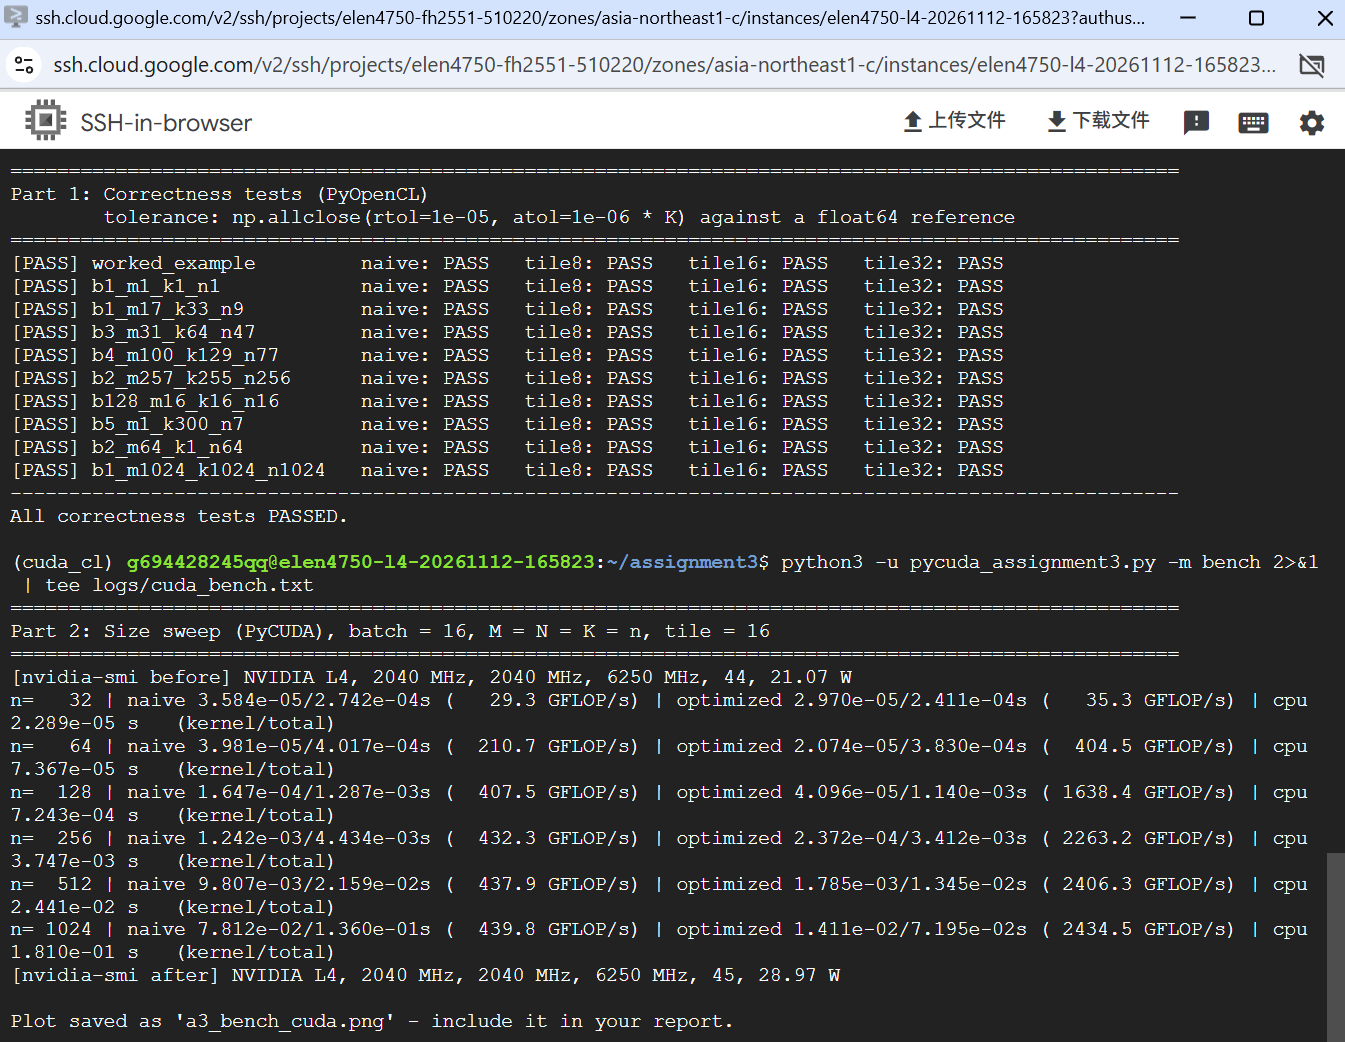 ssh.cloud.google.com/v2/ssh/projects/elen4750-fh2551-510220/zones/asia-northeast1-c/instances/elen4750-l4-20261112-165823?authus...
ssh.cloud.google.com/v2/ssh/projects/elen4750-fh2551-510220/zones/asia-northeast1-c/instances/elen4750-l4-20261112-165823...
SSH-in-browser 上传文件 下载文件
====================================================================================================
Part 1: Correctness tests (PyOpenCL)
        tolerance: np.allclose(rtol=1e-05, atol=1e-06 * K) against a float64 reference
====================================================================================================
[PASS] worked_example         naive: PASS   tile8: PASS   tile16: PASS   tile32: PASS
[PASS] b1_m1_k1_n1            naive: PASS   tile8: PASS   tile16: PASS   tile32: PASS
[PASS] b1_m17_k33_n9          naive: PASS   tile8: PASS   tile16: PASS   tile32: PASS
[PASS] b3_m31_k64_n47         naive: PASS   tile8: PASS   tile16: PASS   tile32: PASS
[PASS] b4_m100_k129_n77       naive: PASS   tile8: PASS   tile16: PASS   tile32: PASS
[PASS] b2_m257_k255_n256      naive: PASS   tile8: PASS   tile16: PASS   tile32: PASS
[PASS] b128_m16_k16_n16       naive: PASS   tile8: PASS   tile16: PASS   tile32: PASS
[PASS] b5_m1_k300_n7          naive: PASS   tile8: PASS   tile16: PASS   tile32: PASS
[PASS] b2_m64_k1_n64          naive: PASS   tile8: PASS   tile16: PASS   tile32: PASS
[PASS] b1_m1024_k1024_n1024   naive: PASS   tile8: PASS   tile16: PASS   tile32: PASS
----------------------------------------------------------------------------------------------------
All correctness tests PASSED.
(cuda_cl) g694428245qq@elen4750-l4-20261112-165823:~/assignment3$ python3 -u pycuda_assignment3.py -m bench 2>&1
 | tee logs/cuda_bench.txt
====================================================================================================
Part 2: Size sweep (PyCUDA), batch = 16, M = N = K = n, tile = 16
====================================================================================================
[nvidia-smi before] NVIDIA L4, 2040 MHz, 2040 MHz, 6250 MHz, 44, 21.07 W
n=   32 | naive 3.584e-05/2.742e-04s (   29.3 GFLOP/s) | optimized 2.970e-05/2.411e-04s (   35.3 GFLOP/s) | cpu
2.289e-05 s   (kernel/total)
n=   64 | naive 3.981e-05/4.017e-04s (  210.7 GFLOP/s) | optimized 2.074e-05/3.830e-04s (  404.5 GFLOP/s) | cpu
7.367e-05 s   (kernel/total)
n=  128 | naive 1.647e-04/1.287e-03s (  407.5 GFLOP/s) | optimized 4.096e-05/1.140e-03s ( 1638.4 GFLOP/s) | cpu
7.243e-04 s   (kernel/total)
n=  256 | naive 1.242e-03/4.434e-03s (  432.3 GFLOP/s) | optimized 2.372e-04/3.412e-03s ( 2263.2 GFLOP/s) | cpu
3.747e-03 s   (kernel/total)
n=  512 | naive 9.807e-03/2.159e-02s (  437.9 GFLOP/s) | optimized 1.785e-03/1.345e-02s ( 2406.3 GFLOP/s) | cpu
2.441e-02 s   (kernel/total)
n= 1024 | naive 7.812e-02/1.360e-01s (  439.8 GFLOP/s) | optimized 1.411e-02/7.195e-02s ( 2434.5 GFLOP/s) | cpu
1.810e-01 s   (kernel/total)
[nvidia-smi after] NVIDIA L4, 2040 MHz, 2040 MHz, 6250 MHz, 45, 28.97 W
Plot saved as 'a3_bench_cuda.png' - include it in your report.